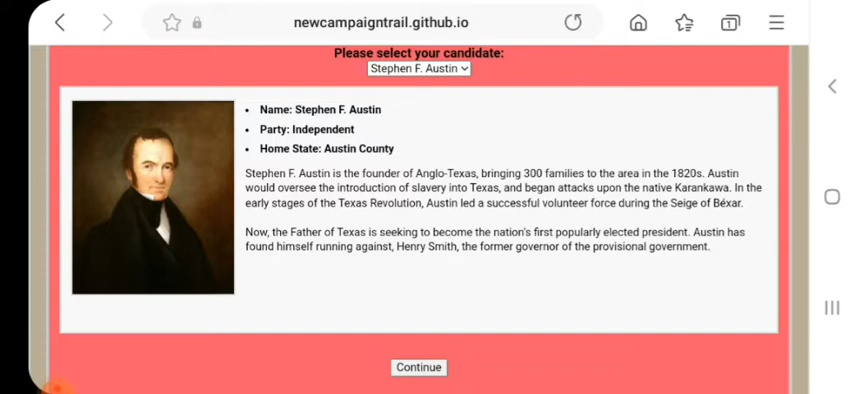 newcampaigntrail.github.io
1
Please select your candidate:
Stephen F. Austin
Name: Stephen F. Austin
Party: Independent
Home State: Austin County
Stephen F. Austin is the founder of Anglo-Texas, bringing 300 families to the area in the 1820s. Austin
would oversee the introduction of slavery into Texas, and began attacks upon the native Karankawa. In the
early stages of the Texas Revolution, Austin led a successful volunteer force during the Seige of Béxar.
Now, the Father of Texas is seeking to become the nation's first popularly elected president. Austin has
found himself running against, Henry Smith, the former governor of the provisional government.
Continue